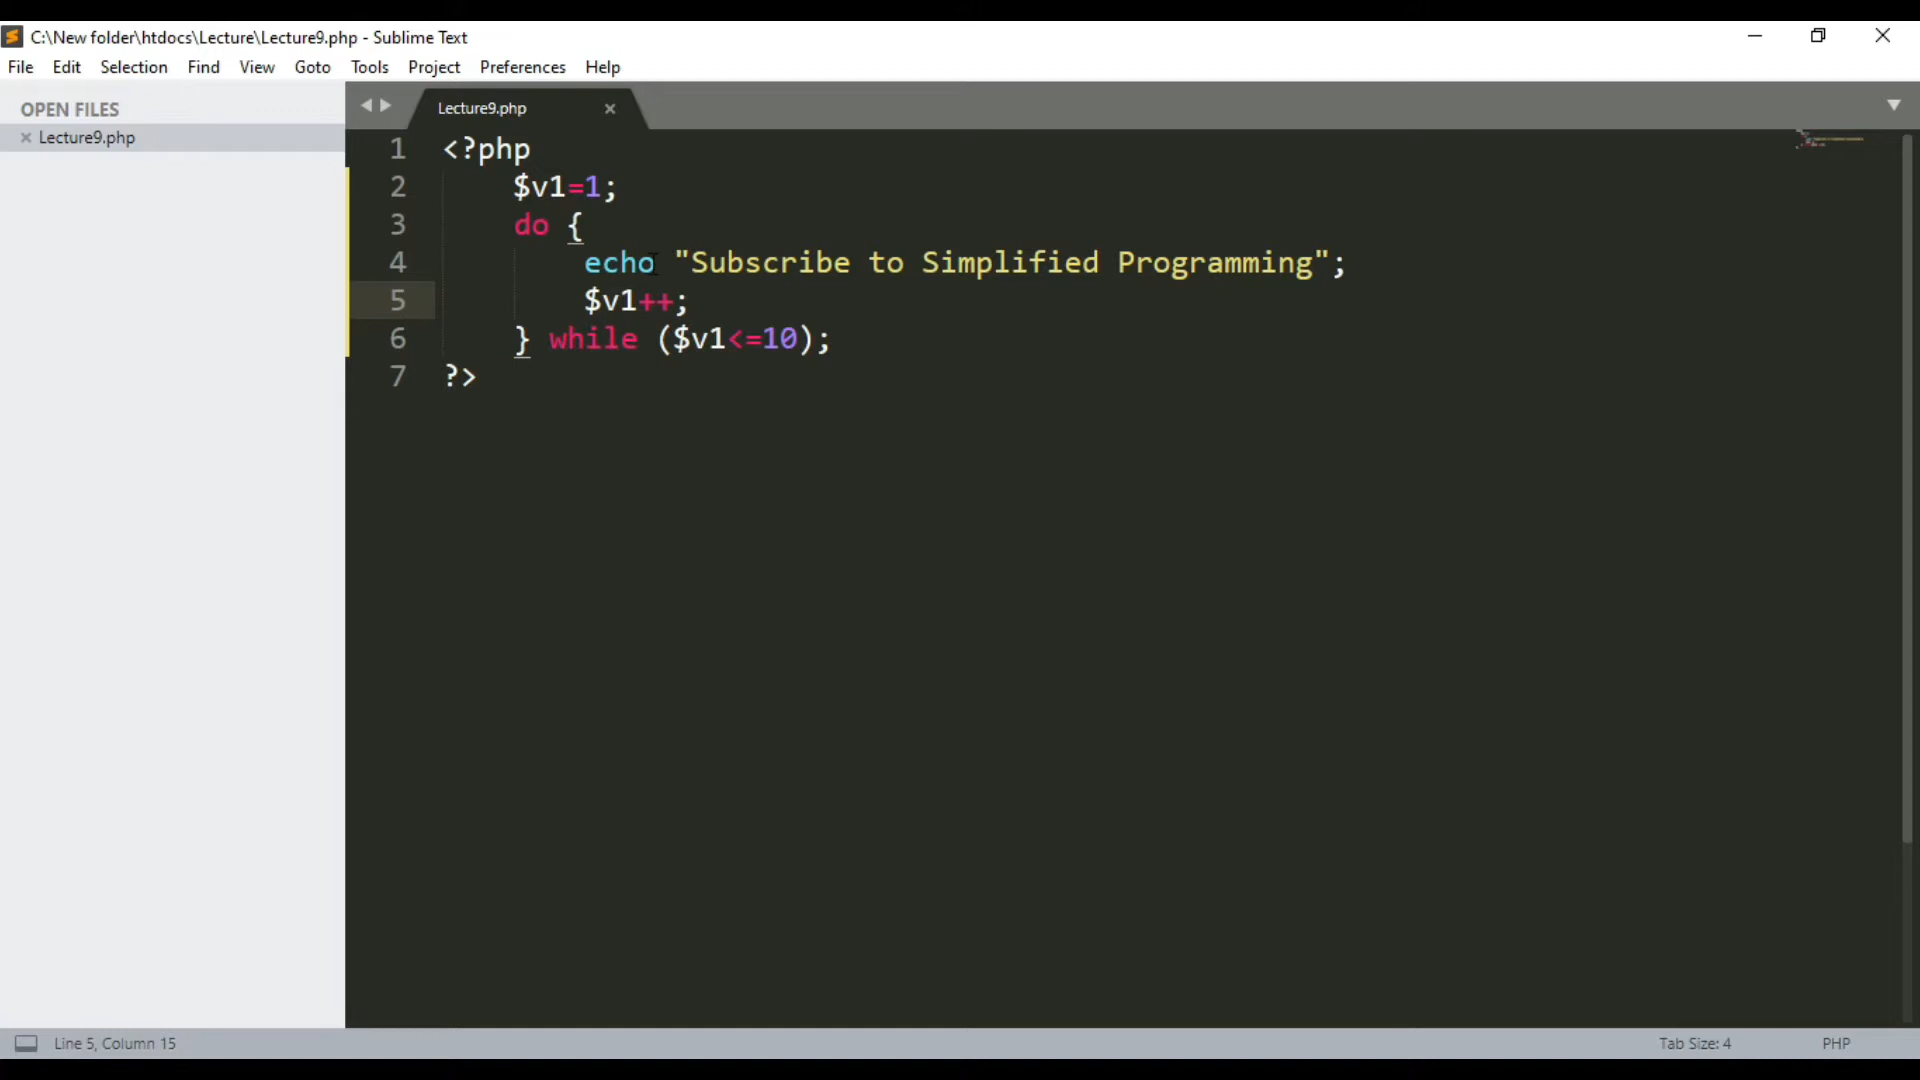 C:\New folder\htdocs\Lecture\Lecture9.php - Sublime Text
File Edit Selection Find View Goto Tools Project Preferences Help
OPEN FILES
Lecture9.php
Lecture9.php
1 <?php
2 $v1=1;
3 do {
4 echo "Subscribe to Simplified Programming";
5 $v1++;
6 } while ($v1<=10);
7 ?>
Line 5, Column 15
Tab Size: 4
PHP